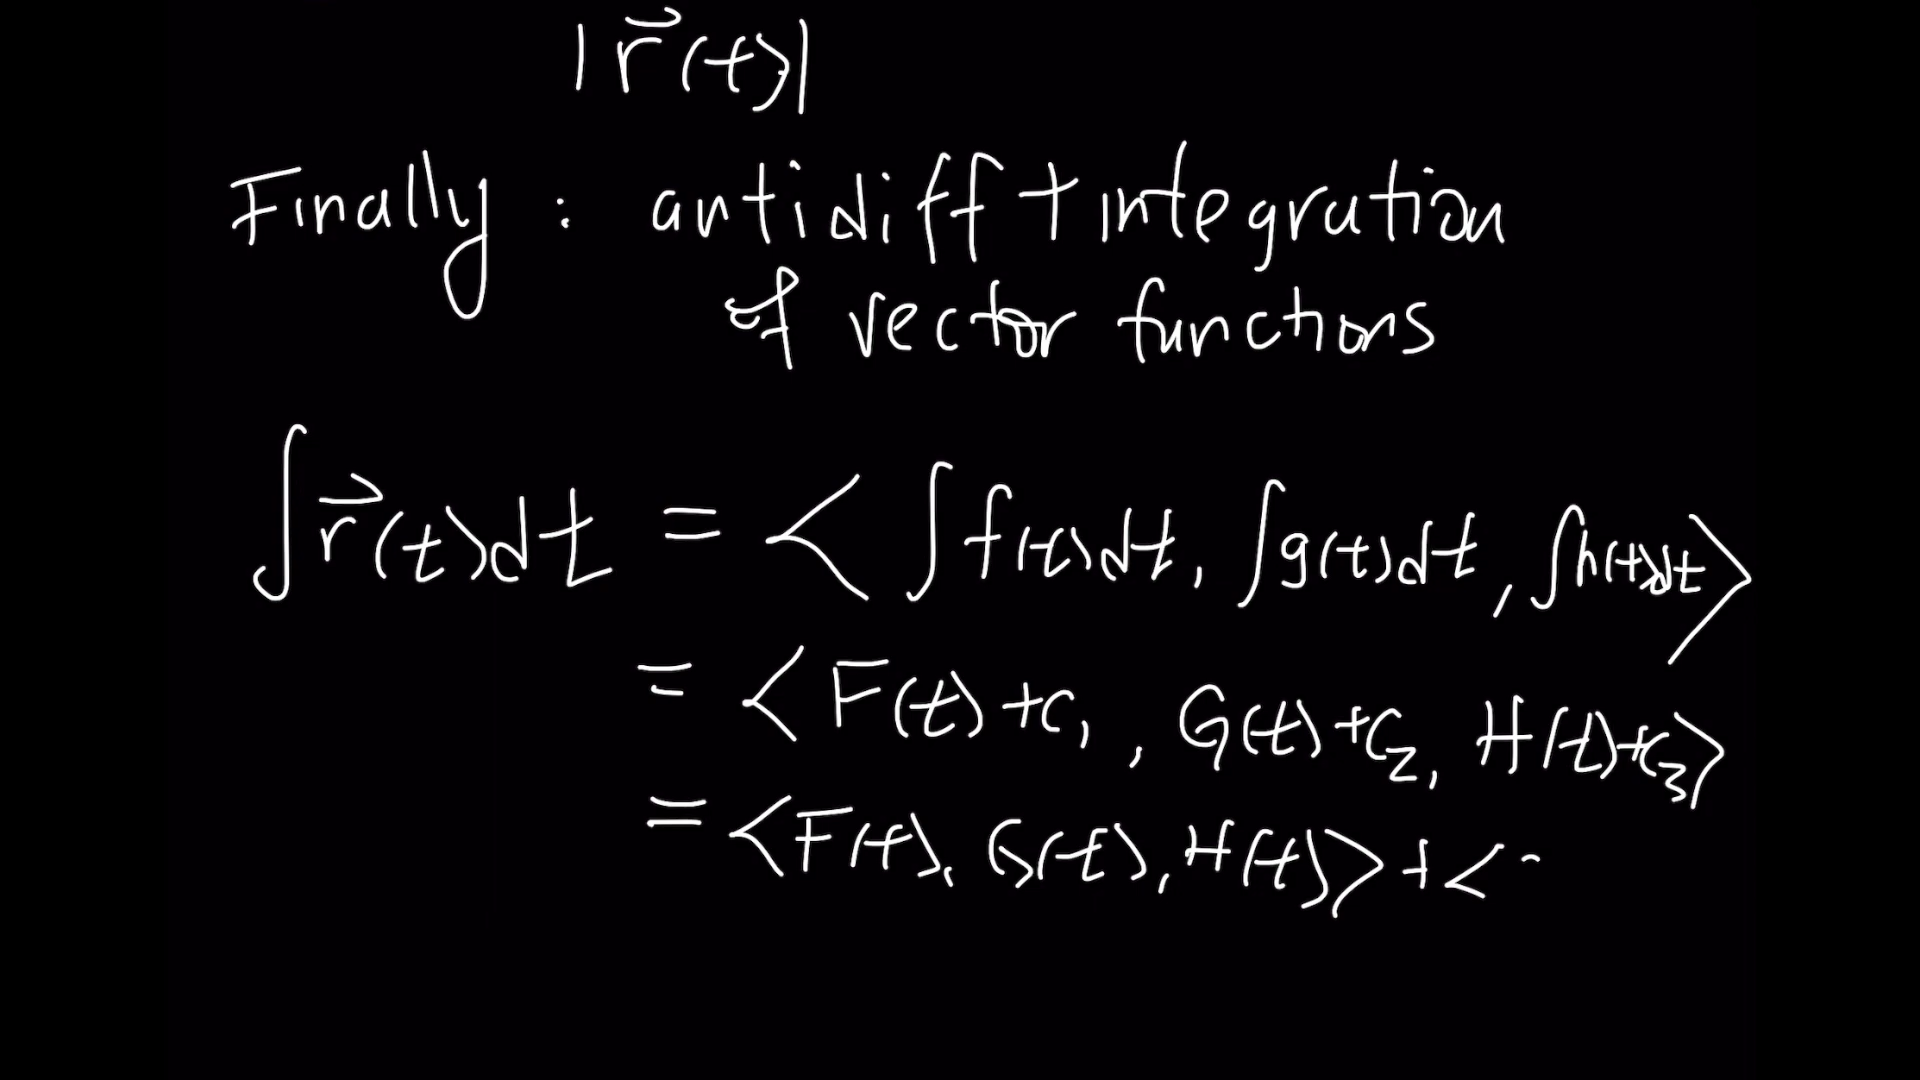 |r⃗(t)|
Finally : antidiff + integration
of vector functions
∫r⃗(t)dt = <∫f(t)dt, ∫g(t)dt, ∫h(t)dt>
= <F(t)+C₁, G(t)+C₂, H(t)+C₃>
= <F(t), G(t), H(t)> + <